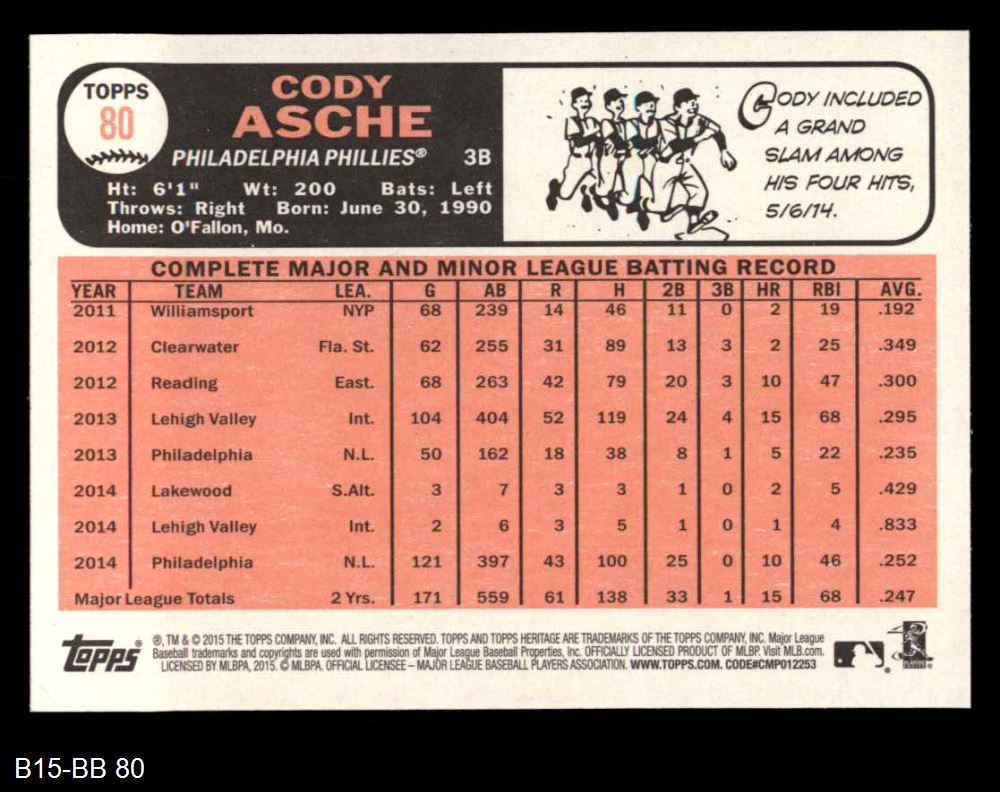 TOPPS
80
CODY
ASCHE
PHILADELPHIA PHILLIES® 3B
Ht: 6'1" Wt: 200 Bats: Left
Throws: Right Born: June 30, 1990
Home: O'Fallon, Mo.
CODY INCLUDED
A GRAND
SLAM AMONG
HIS FOUR HITS,
5/6/14.
COMPLETE MAJOR AND MINOR LEAGUE BATTING RECORD
YEAR TEAM LEA. G AB R H 2B 3B HR RBI AVG.
2011 Williamsport NYP 68 239 14 46 11 0 2 19 .192
2012 Clearwater Fla. St. 62 255 31 89 13 3 2 25 .349
2012 Reading East. 68 263 42 79 20 3 10 47 .300
2013 Lehigh Valley Int. 104 404 52 119 24 4 15 68 .295
2013 Philadelphia N.L. 50 162 18 38 8 1 5 22 .235
2014 Lakewood S.Alt. 3 7 3 3 1 0 2 5 .429
2014 Lehigh Valley Int. 2 6 3 5 1 0 1 4 .833
2014 Philadelphia N.L. 121 397 43 100 25 0 10 46 .252
Major League Totals 2 Yrs. 171 559 61 138 33 1 15 68 .247
Topps®
®, TM & © 2015 THE TOPPS COMPANY, INC. ALL RIGHTS RESERVED. TOPPS AND TOPPS HERITAGE ARE TRADEMARKS OF THE TOPPS COMPANY, INC. Major League
Baseball trademarks and copyrights are used with permission of Major League Baseball Properties, Inc. OFFICIALLY LICENSED PRODUCT OF MLBP. Visit MLB.com.
LICENSED BY MLBPA, 2015. © MLBPA. OFFICIAL LICENSEE – MAJOR LEAGUE BASEBALL PLAYERS ASSOCIATION. WWW.TOPPS.COM. CODE#CMP012253
B15-BB 80